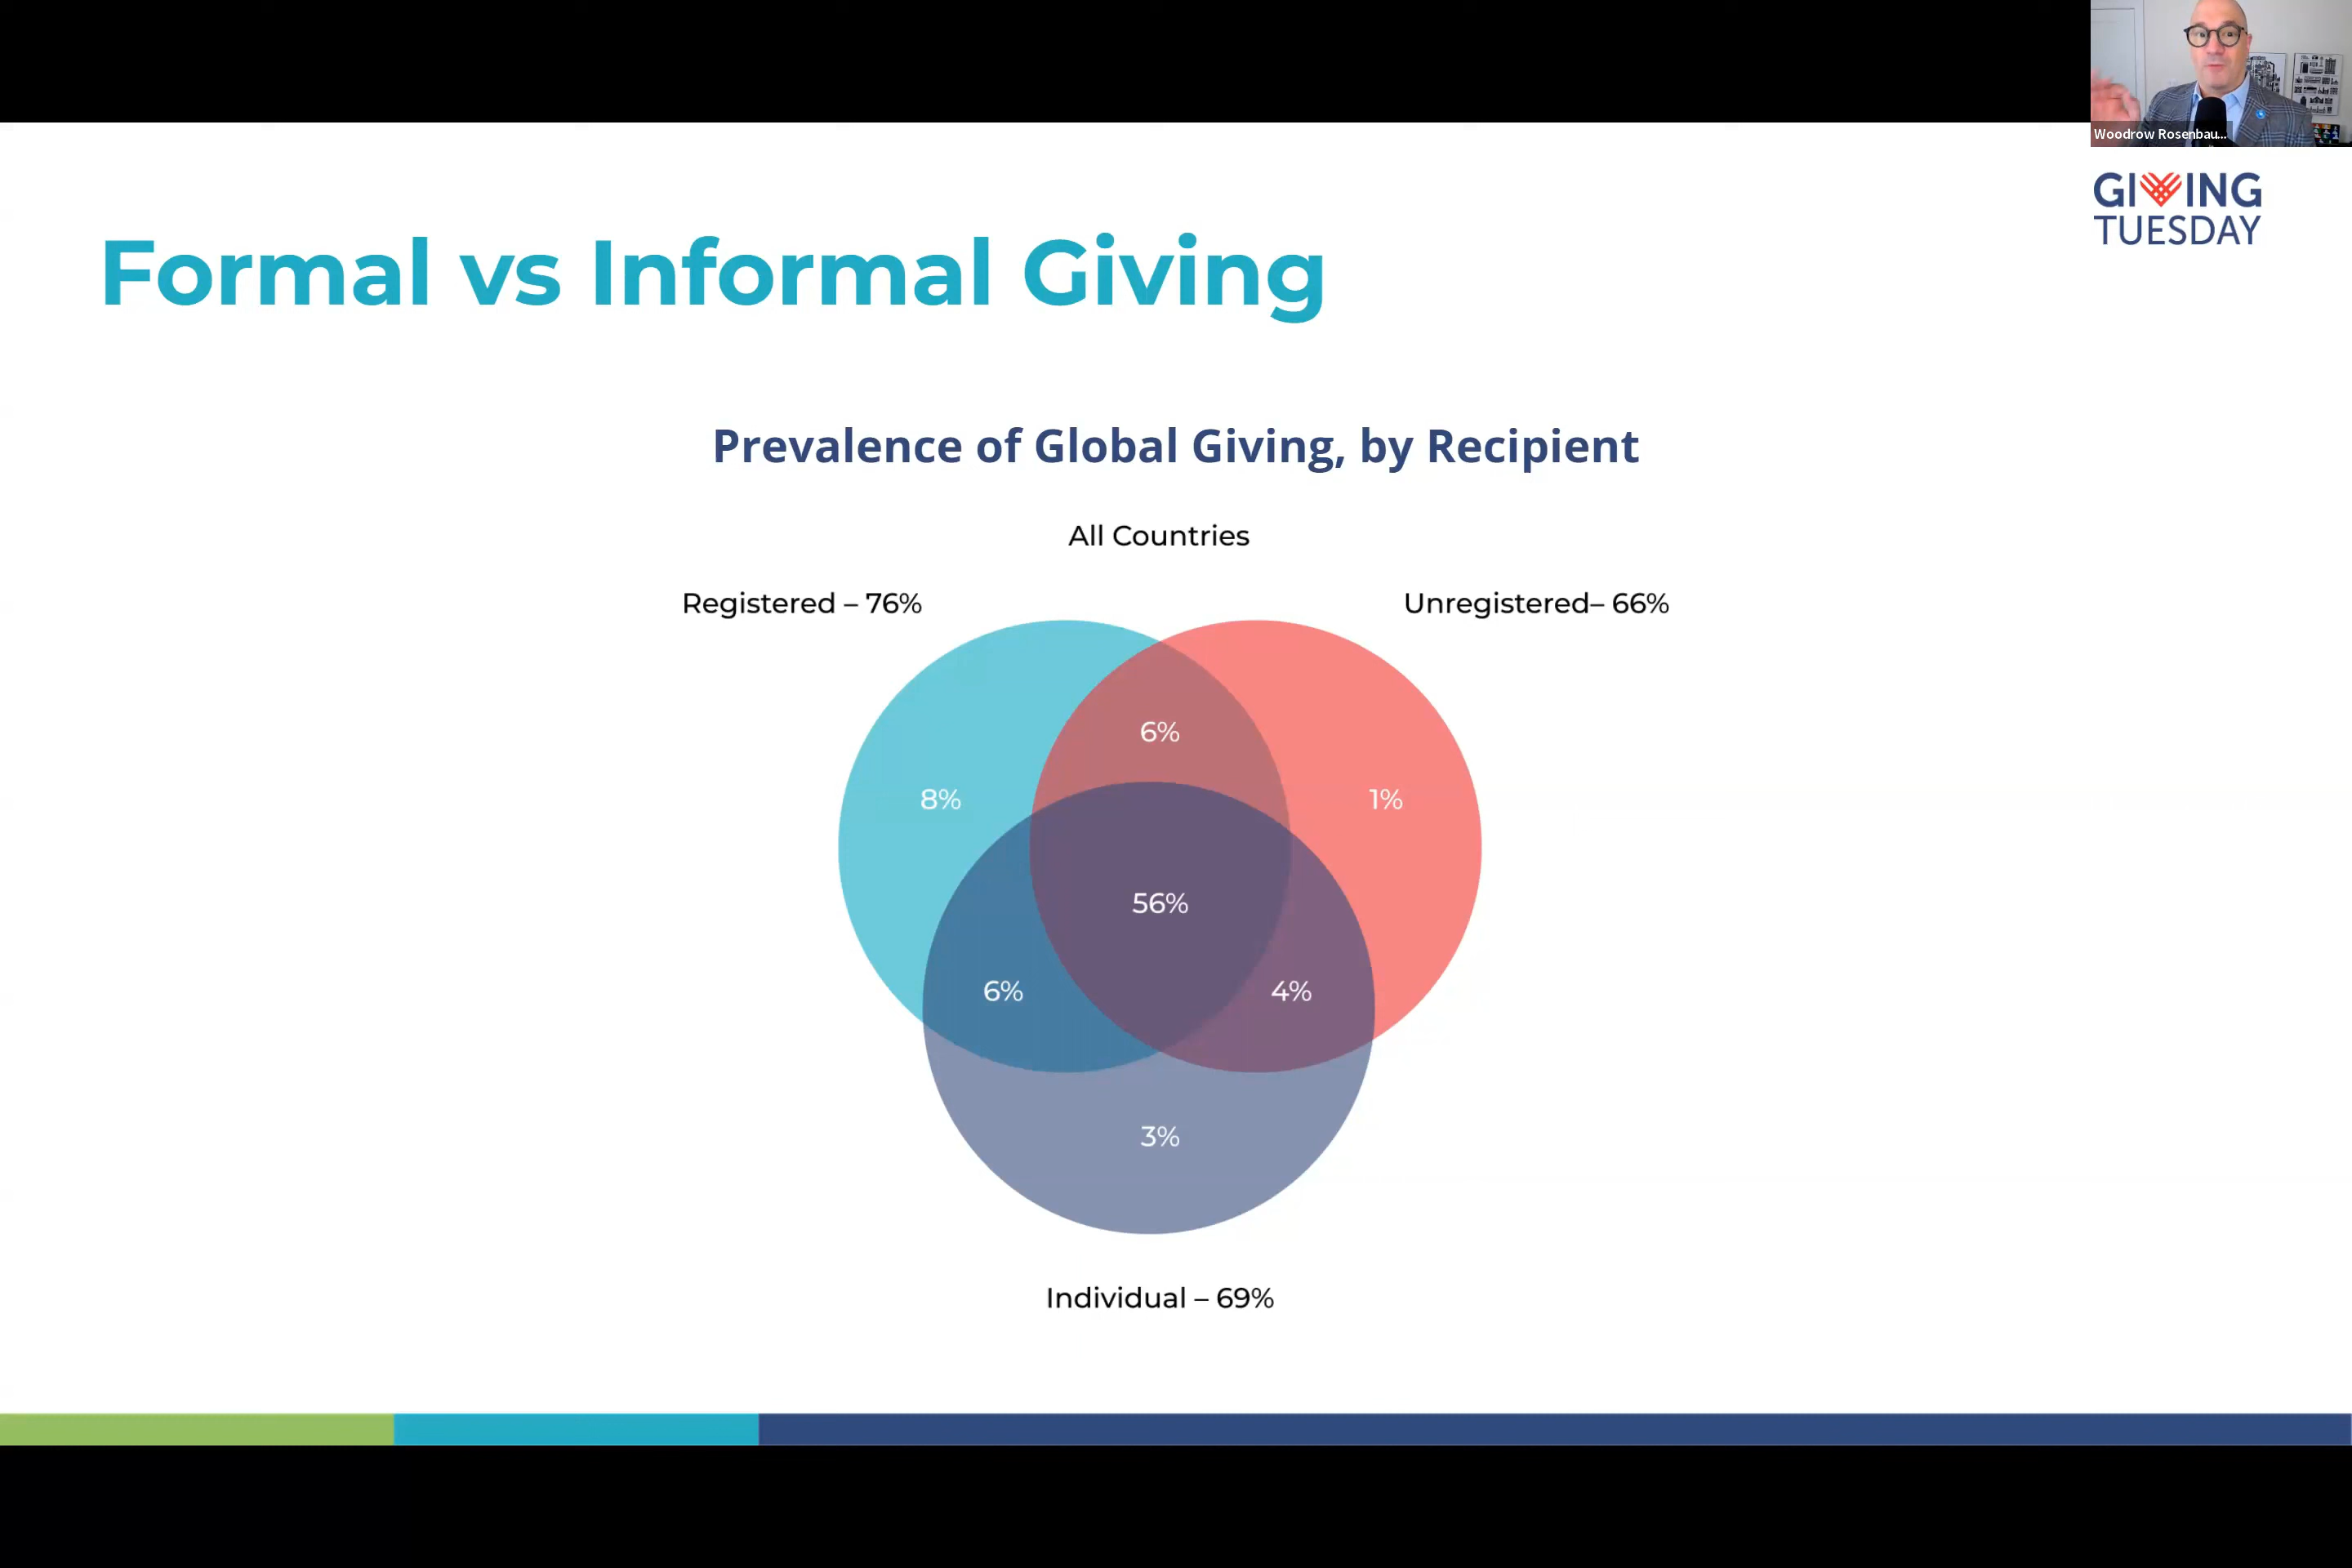 Woodrow Rosenbau...
GIVING
TUESDAY
Formal vs Informal Giving
Prevalence of Global Giving, by Recipient
All Countries
Registered – 76%
Unregistered– 66%
6%
8%
1%
56%
6%
4%
3%
Individual – 69%